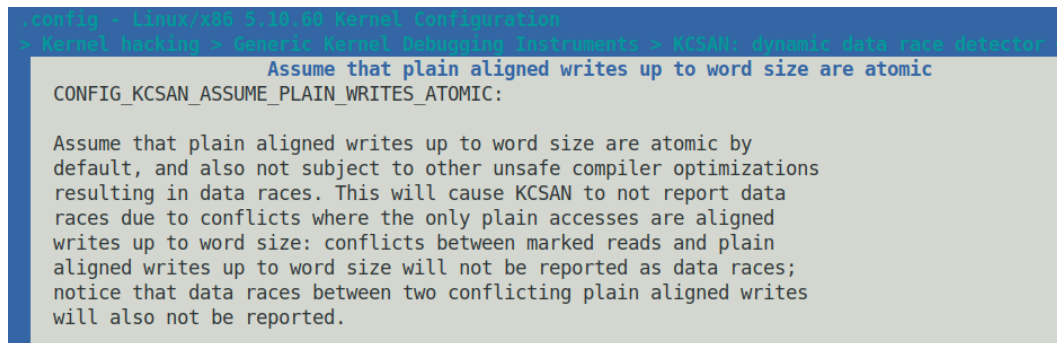 .config - Linux/x86 5.10.60 Kernel Configuration
> Kernel hacking > Generic Kernel Debugging Instruments > KCSAN: dynamic data race detector
Assume that plain aligned writes up to word size are atomic
CONFIG_KCSAN_ASSUME_PLAIN_WRITES_ATOMIC:
Assume that plain aligned writes up to word size are atomic by
default, and also not subject to other unsafe compiler optimizations
resulting in data races. This will cause KCSAN to not report data
races due to conflicts where the only plain accesses are aligned
writes up to word size: conflicts between marked reads and plain
aligned writes up to word size will not be reported as data races;
notice that data races between two conflicting plain aligned writes
will also not be reported.